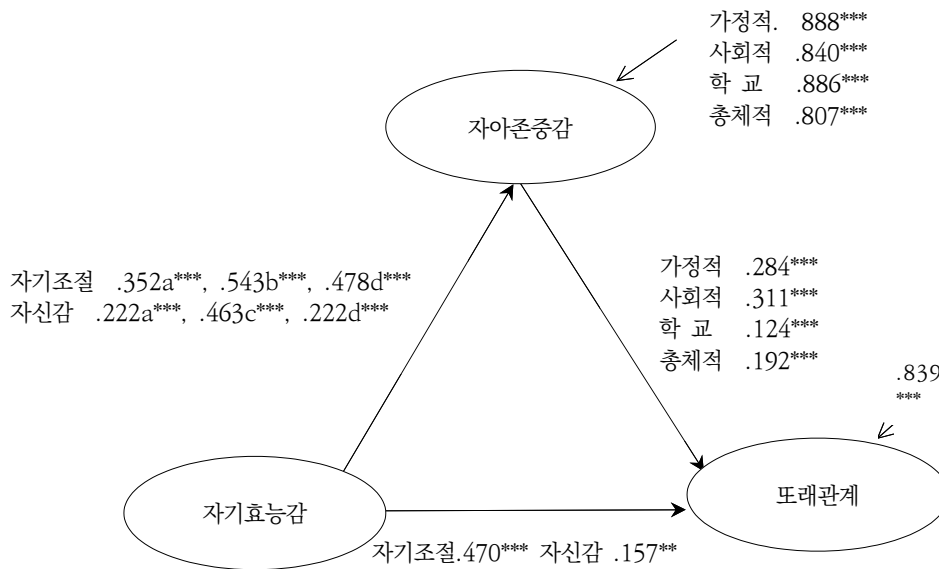 가정적. 888***
사회적 .840***
학 교 .886***
총체적 .807***
자아존중감
자기조절 .352a***, .543b***, .478d***
자신감 .222a***, .463c***, .222d***
가정적 .284***
사회적 .311***
학 교 .124***
총체적 .192***
.839
***
자기효능감
또래관계
자기조절.470*** 자신감 .157**